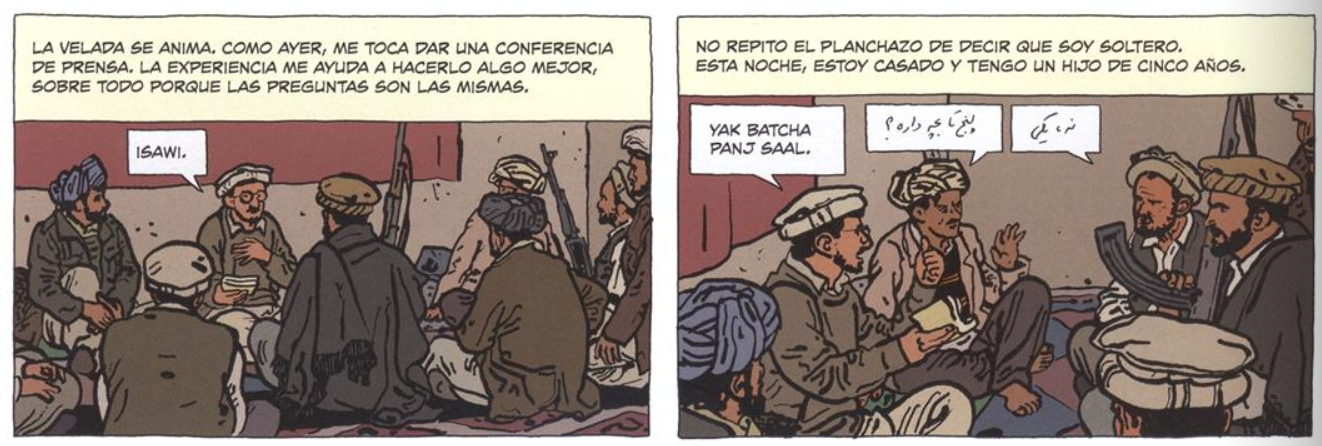 LA VELADA SE ANIMA. COMO AYER, ME TOCA DAR UNA CONFERENCIA
DE PRENSA. LA EXPERIENCIA ME AYUDA A HACERLO ALGO MEJOR,
SOBRE TODO PORQUE LAS PREGUNTAS SON LAS MISMAS.
ISAWI.
NO REPITO EL PLANCHAZO DE DECIR QUE SOY SOLTERO.
ESTA NOCHE, ESTOY CASADO Y TENGO UN HIJO DE CINCO AÑOS.
YAK BATCHA
PANJ SAAL.
پنج تا بچه داره؟
نه، یکی